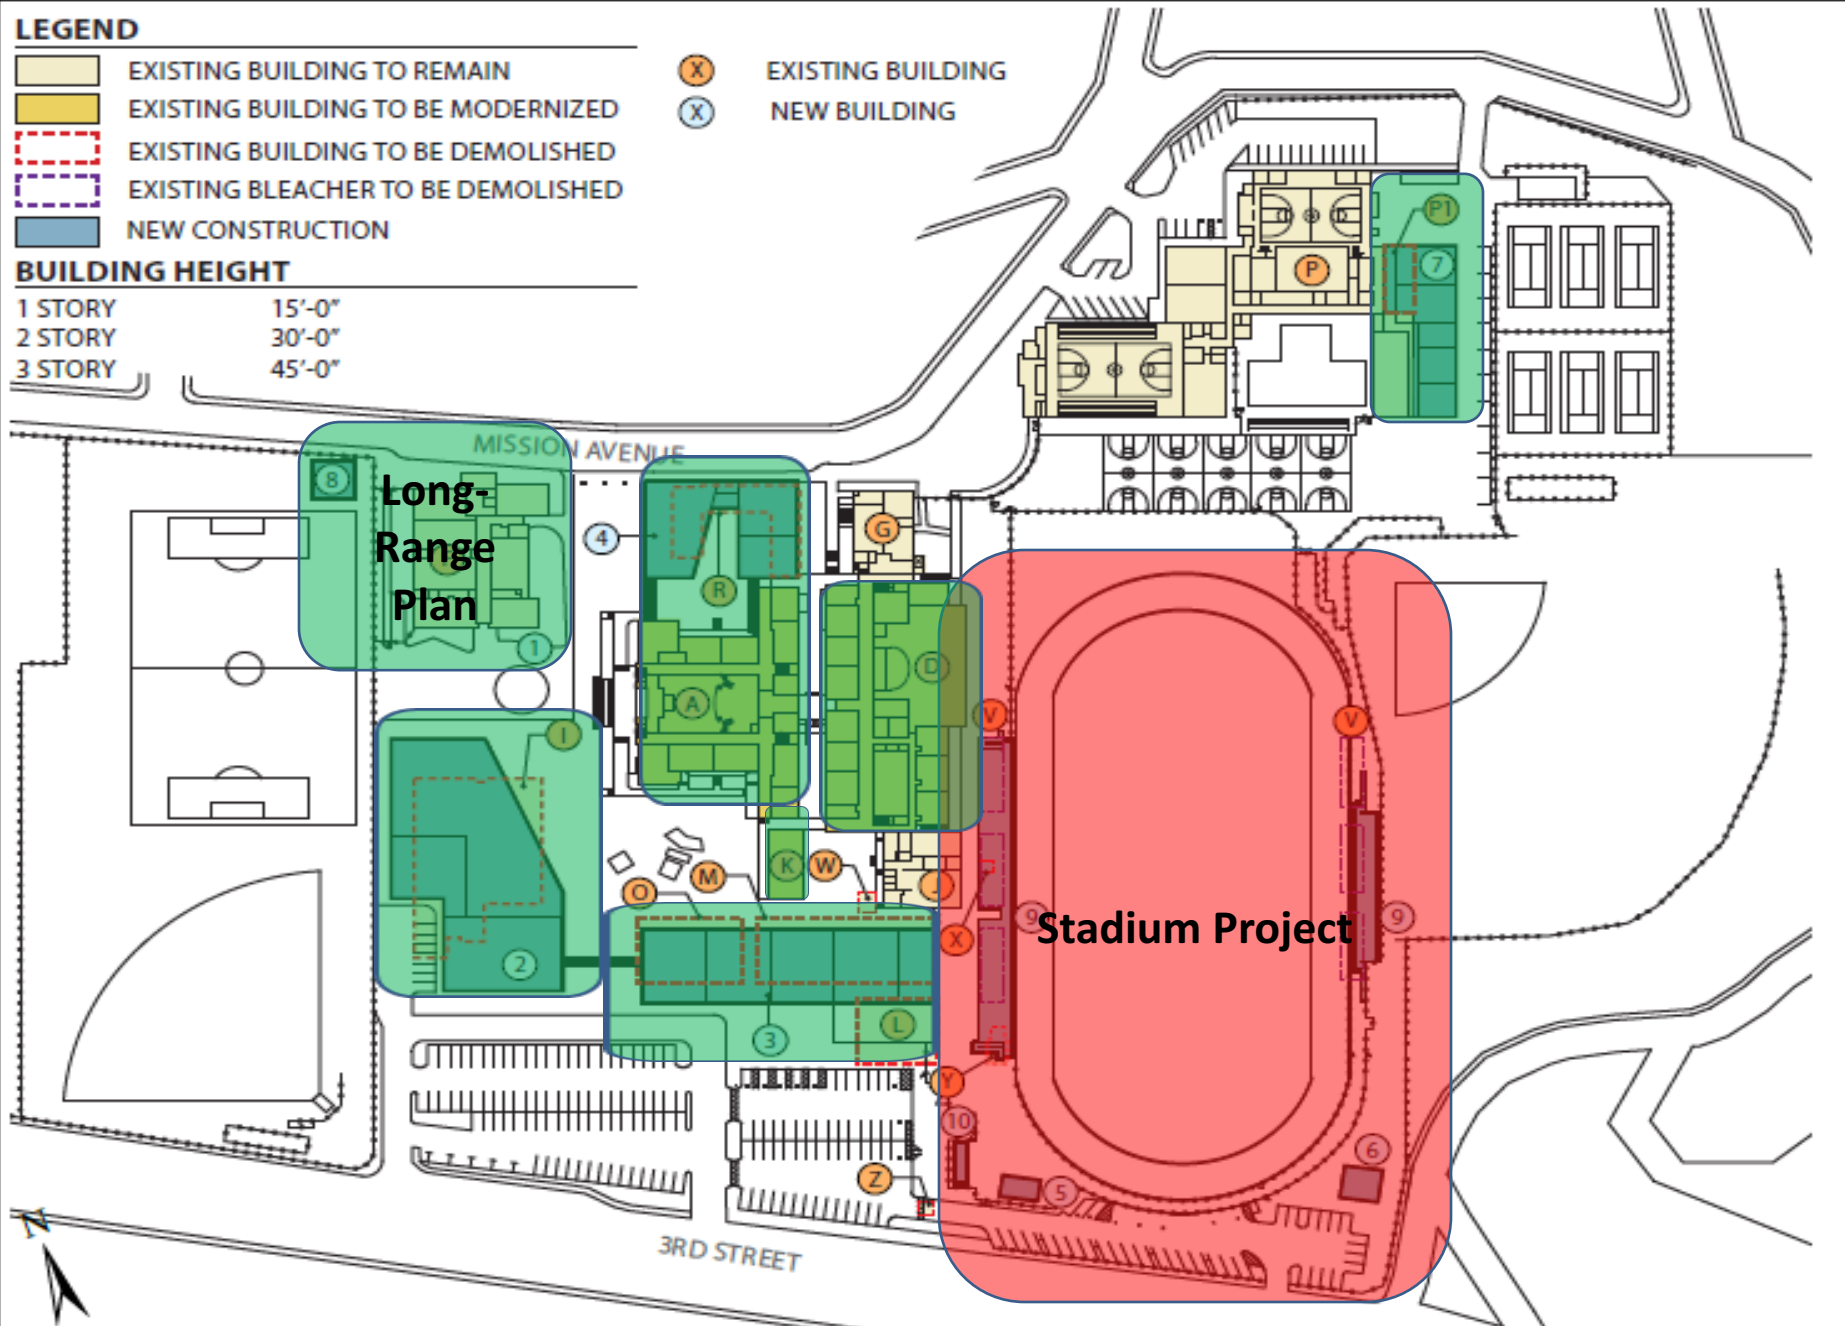 LEGEND
EXISTING BUILDING TO REMAIN
EXISTING BUILDING TO BE MODERNIZED
EXISTING BUILDING TO BE DEMOLISHED
EXISTING BLEACHER TO BE DEMOLISHED
NEW CONSTRUCTION
X EXISTING BUILDING
X NEW BUILDING
BUILDING HEIGHT
1 STORY 15'-0"
2 STORY 30'-0"
3 STORY 45'-0"
P1
P
7
MISSION AVENUE
8
Long-
Range
Plan
1
4
G
R
D
A
V
V
I
K
W
M
O
J
9
9
Stadium Project
X
2
L
3
Y
10
6
Z
5
3RD STREET
N